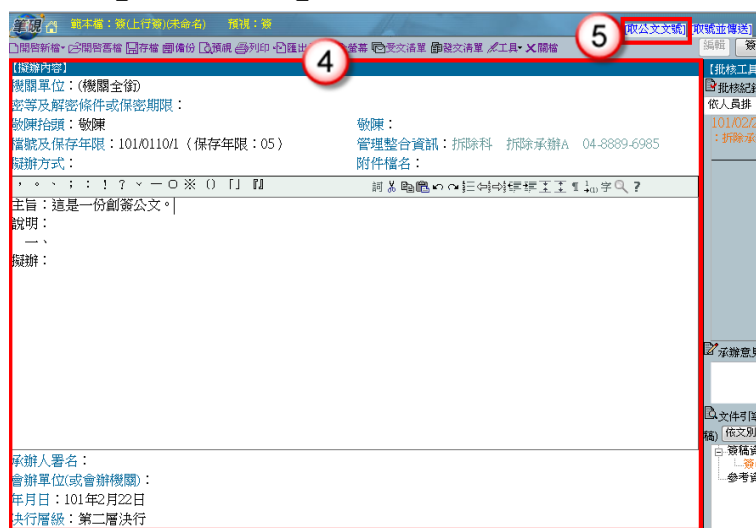 筆硯 範本檔：簽(上行簽)(未命名) 預視：簽
[取公文文號] [取號並傳送]
開啟新檔 開啟舊檔 存檔 備份 預視 列印 匯出 螢幕 受文清單 發文清單 工具 關檔
編輯 簽
4
5
【擬辦內容】
機關單位：(機關全銜)
密等及解密條件或保密期限：
敬陳抬頭：敬陳 敬陳：
檔號及保存年限：101/0110/1（保存年限：05） 管理整合資訊：拆除科 拆除承辦A 04-8889-6985
擬辦方式： 附件檔名：
，。、；：！？ˇ—○※（）「」『』 詞 字 ?
主旨：這是一份創簽公文。
說明：
一、
擬辦：
承辦人署名：
會辦單位(或會辦機關)：
年月日：101年2月22日
決行層級：第二層決行
【批核工具
批核紀錄
依人員排
101/02/2
：拆除承
承辦意見
文件引
稿) 依文別
簽稿資
簽
參考資